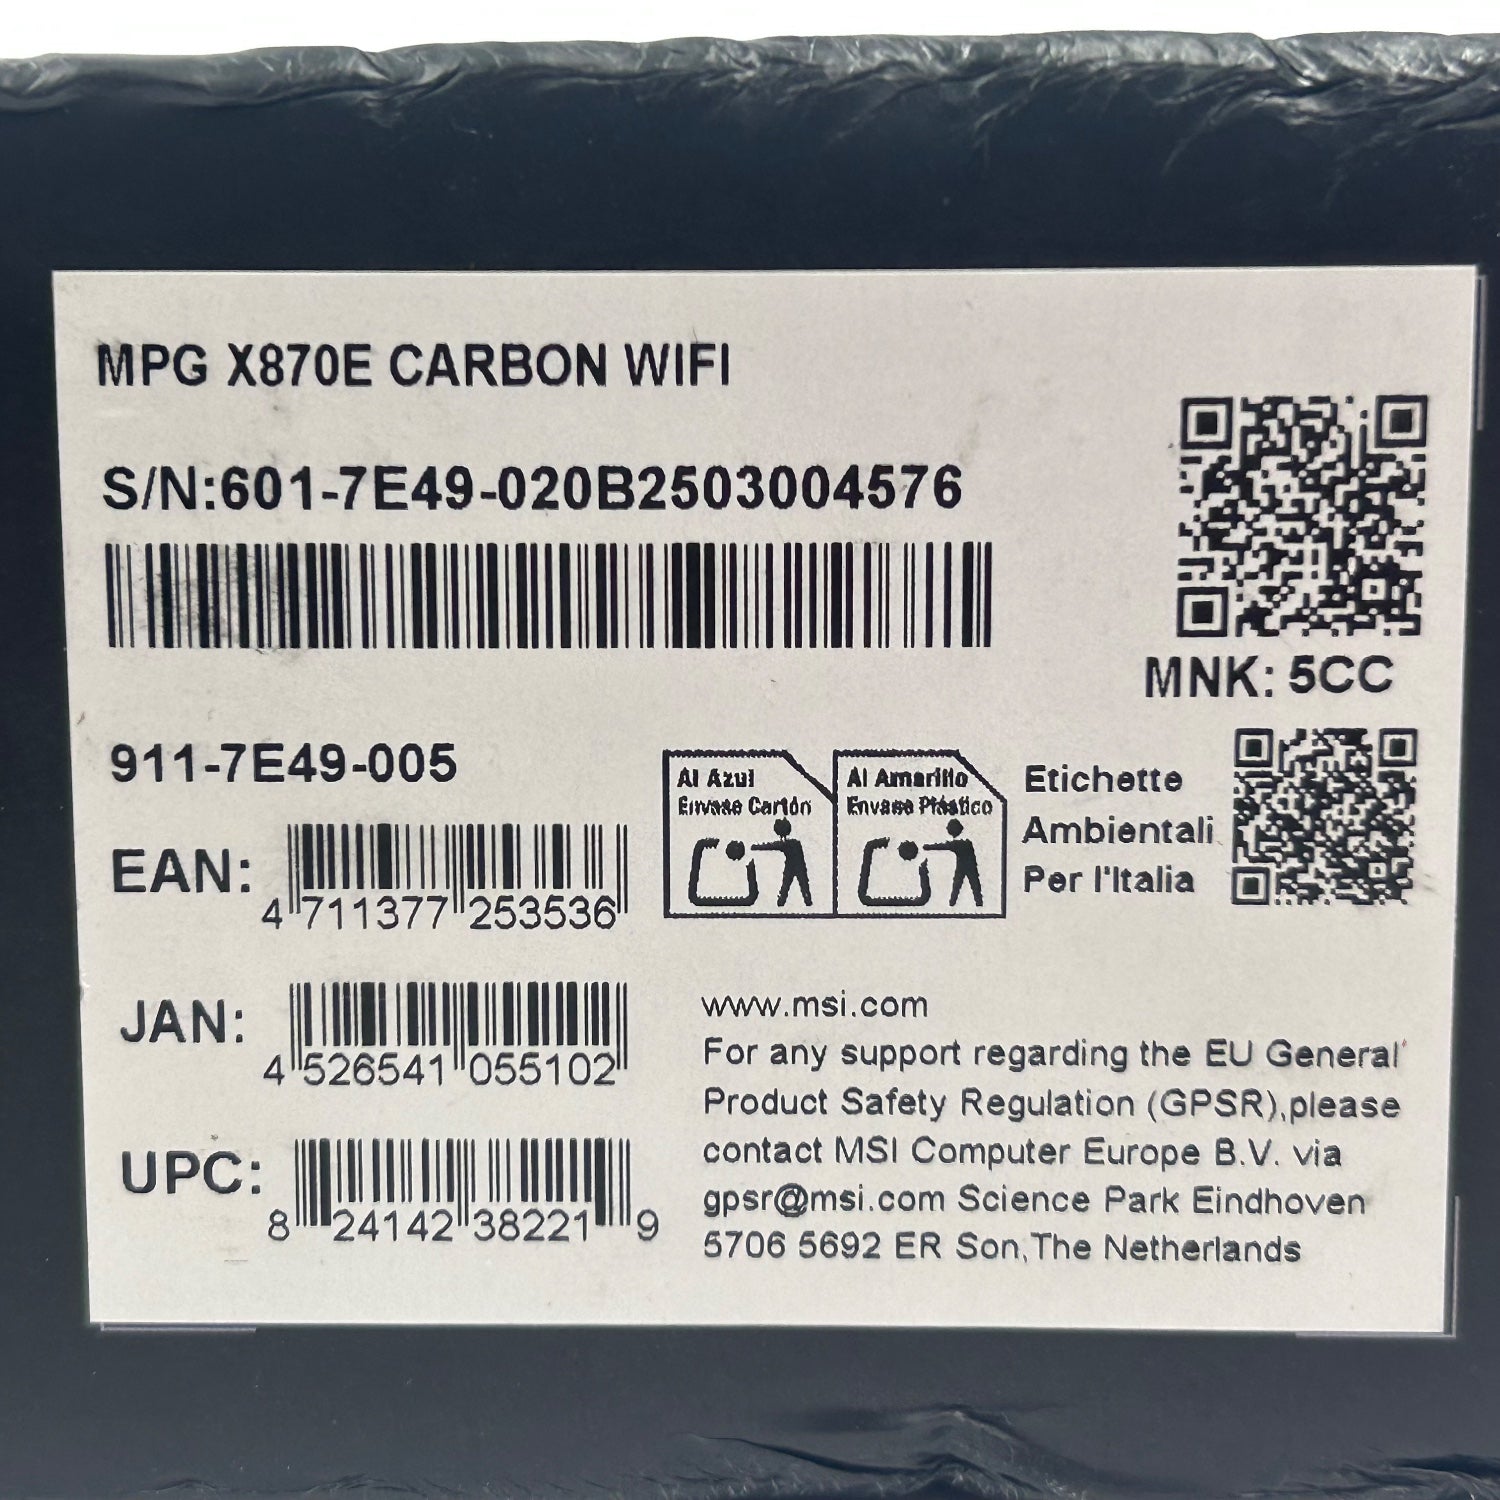 MPG X870E CARBON WIFI
S/N:601-7E49-020B2503004576
MNK: 5CC
911-7E49-005
Al Azul
Envase Cartón
Al Amarillo
Envase Plástico
Etichette
Ambientali
Per l'Italia
EAN:
4 711377 253536
JAN:
4 526541 055102
UPC:
8 24142 38221 9
www.msi.com
For any support regarding the EU General
Product Safety Regulation (GPSR),please
contact MSI Computer Europe B.V. via
gpsr@msi.com Science Park Eindhoven
5706 5692 ER Son,The Netherlands